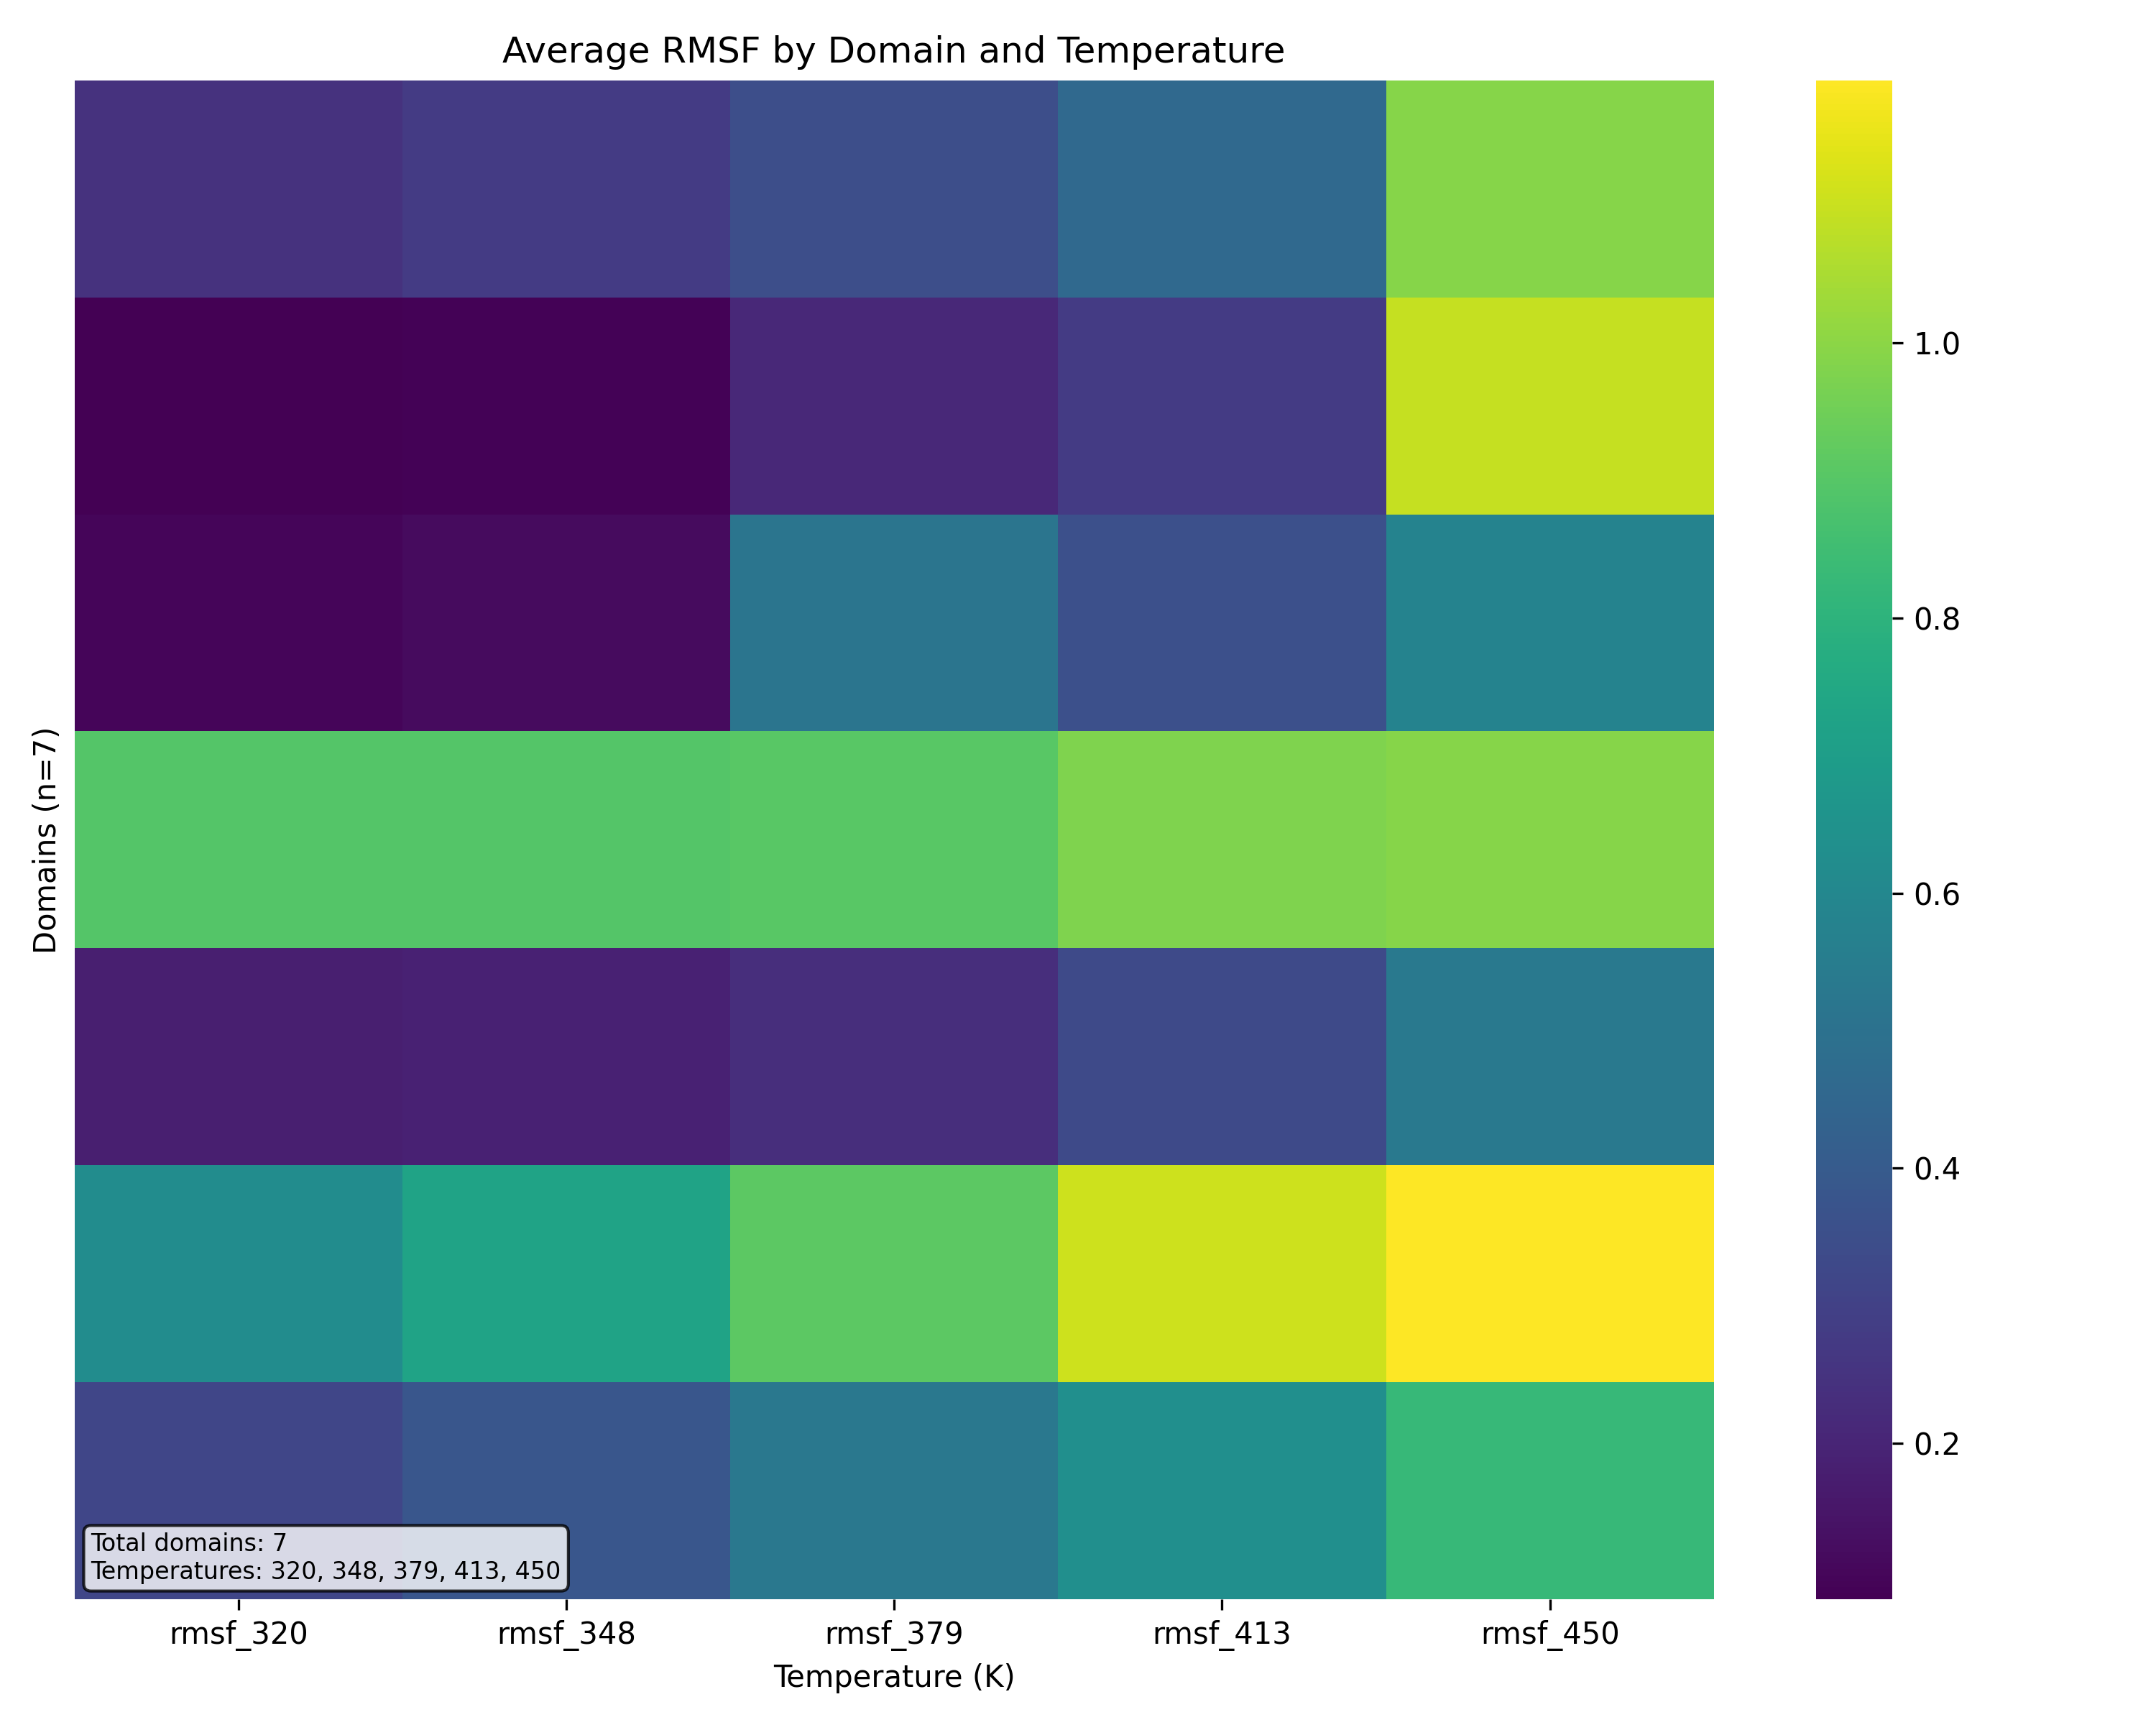 Average RMSF by Domain and Temperature
Domains (n=7)
1.0
0.8
0.6
0.4
0.2
Total domains: 7
Temperatures: 320, 348, 379, 413, 450
rmsf_320 rmsf_348 rmsf_379 rmsf_413 rmsf_450
Temperature (K)